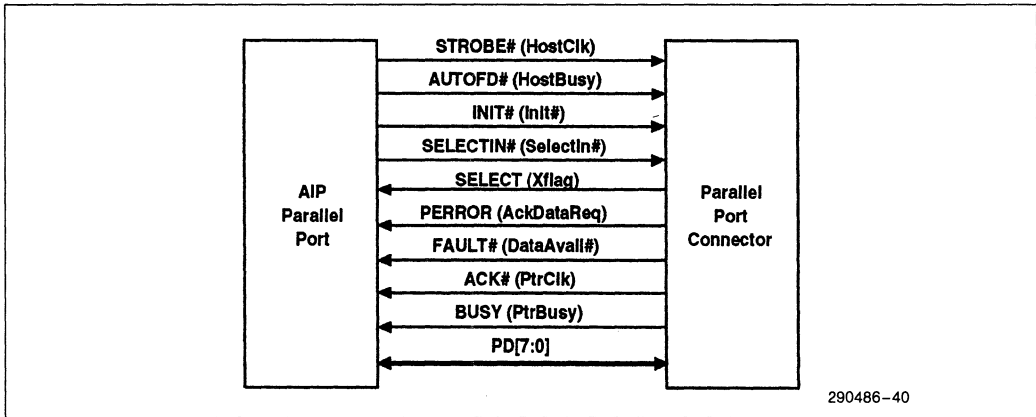 STROBE# (HostClk)
AUTOFD# (HostBusy)
INIT# (Init#)
SELECTIN# (SelectIn#)
SELECT (Xflag)
PERROR (AckDataReq)
FAULT# (DataAvail#)
ACK# (PtrClk)
BUSY (PtrBusy)
PD[7:0]
AIP
Parallel
Port
Parallel
Port
Connector
290486-40